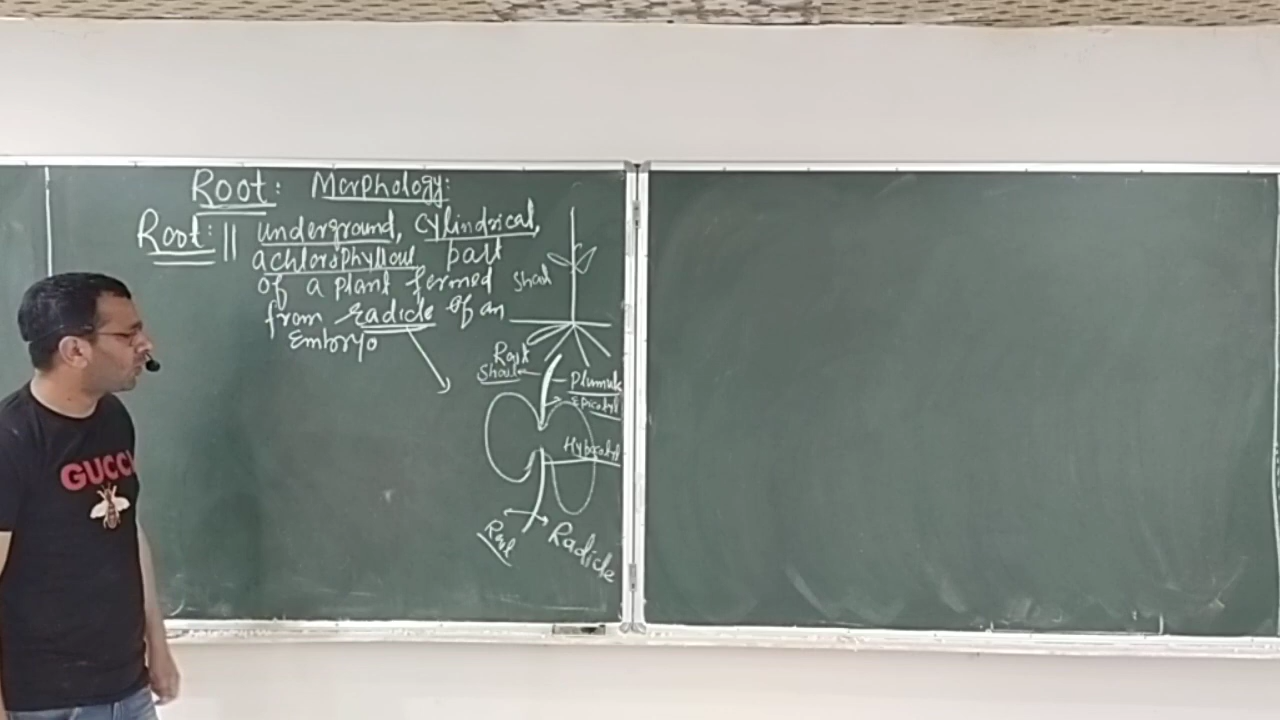 Root: Morphology:
Root: || underground, cylindrical,
achlorophyllous part
of a plant formed
from radicle of an
Embryo
Shoot
Root
Shoot
Plumule
Epicotyl
Hypocotyl
Root
Radicle
GUCCI